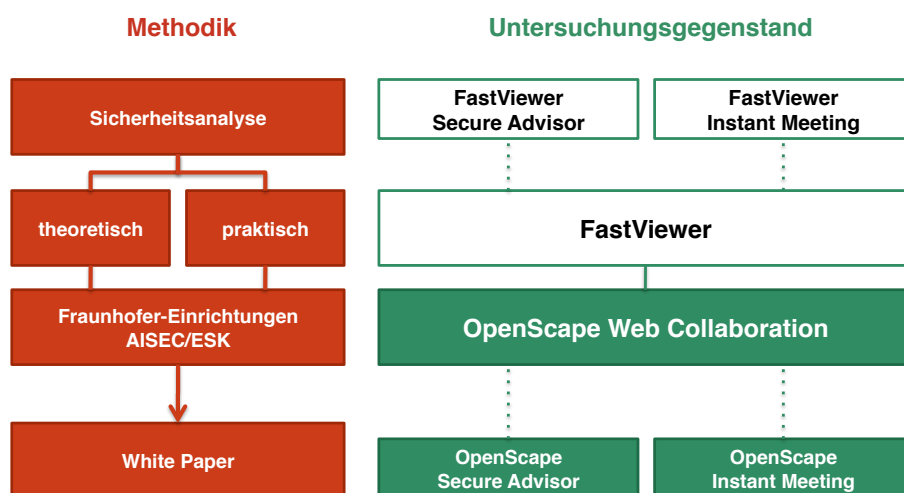 Methodik
Untersuchungsgegenstand
Sicherheitsanalyse
theoretisch
praktisch
Fraunhofer-Einrichtungen
AISEC/ESK
White Paper
FastViewer
Secure Advisor
FastViewer
Instant Meeting
FastViewer
OpenScape Web Collaboration
OpenScape
Secure Advisor
OpenScape
Instant Meeting